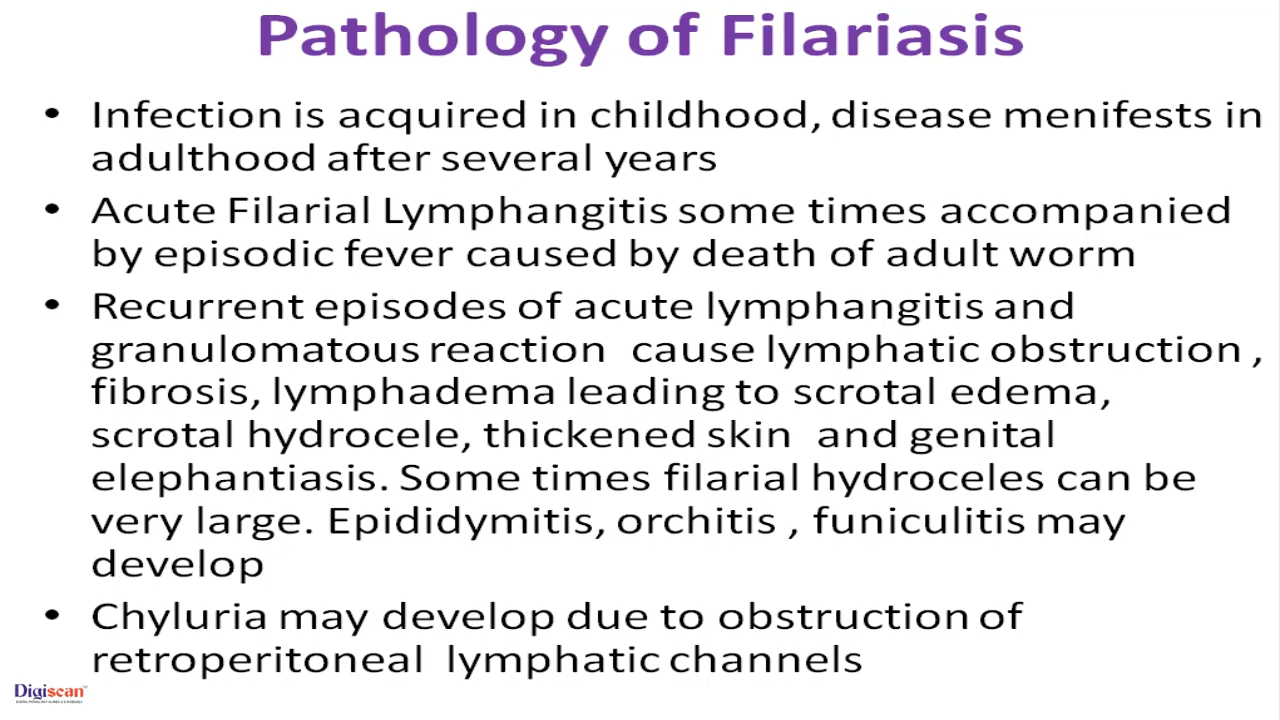 Pathology of Filariasis
• Infection is acquired in childhood, disease menifests in
adulthood after several years
• Acute Filarial Lymphangitis some times accompanied
by episodic fever caused by death of adult worm
• Recurrent episodes of acute lymphangitis and
granulomatous reaction cause lymphatic obstruction ,
fibrosis, lymphadema leading to scrotal edema,
scrotal hydrocele, thickened skin and genital
elephantiasis. Some times filarial hydroceles can be
very large. Epididymitis, orchitis , funiculitis may
develop
• Chyluria may develop due to obstruction of
retroperitoneal lymphatic channels
Digiscan